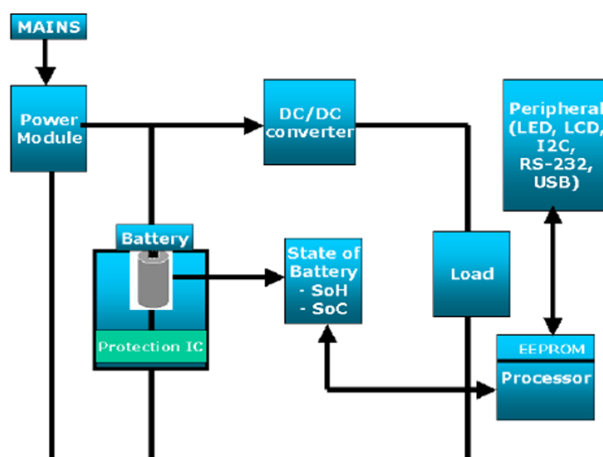 MAINS
Power
Module
DC/DC
converter
Peripheral
(LED, LCD,
I2C,
RS-232,
USB)
Battery
State of
Battery
- SoH
- SoC
Load
Protection IC
EEPROM
Processor